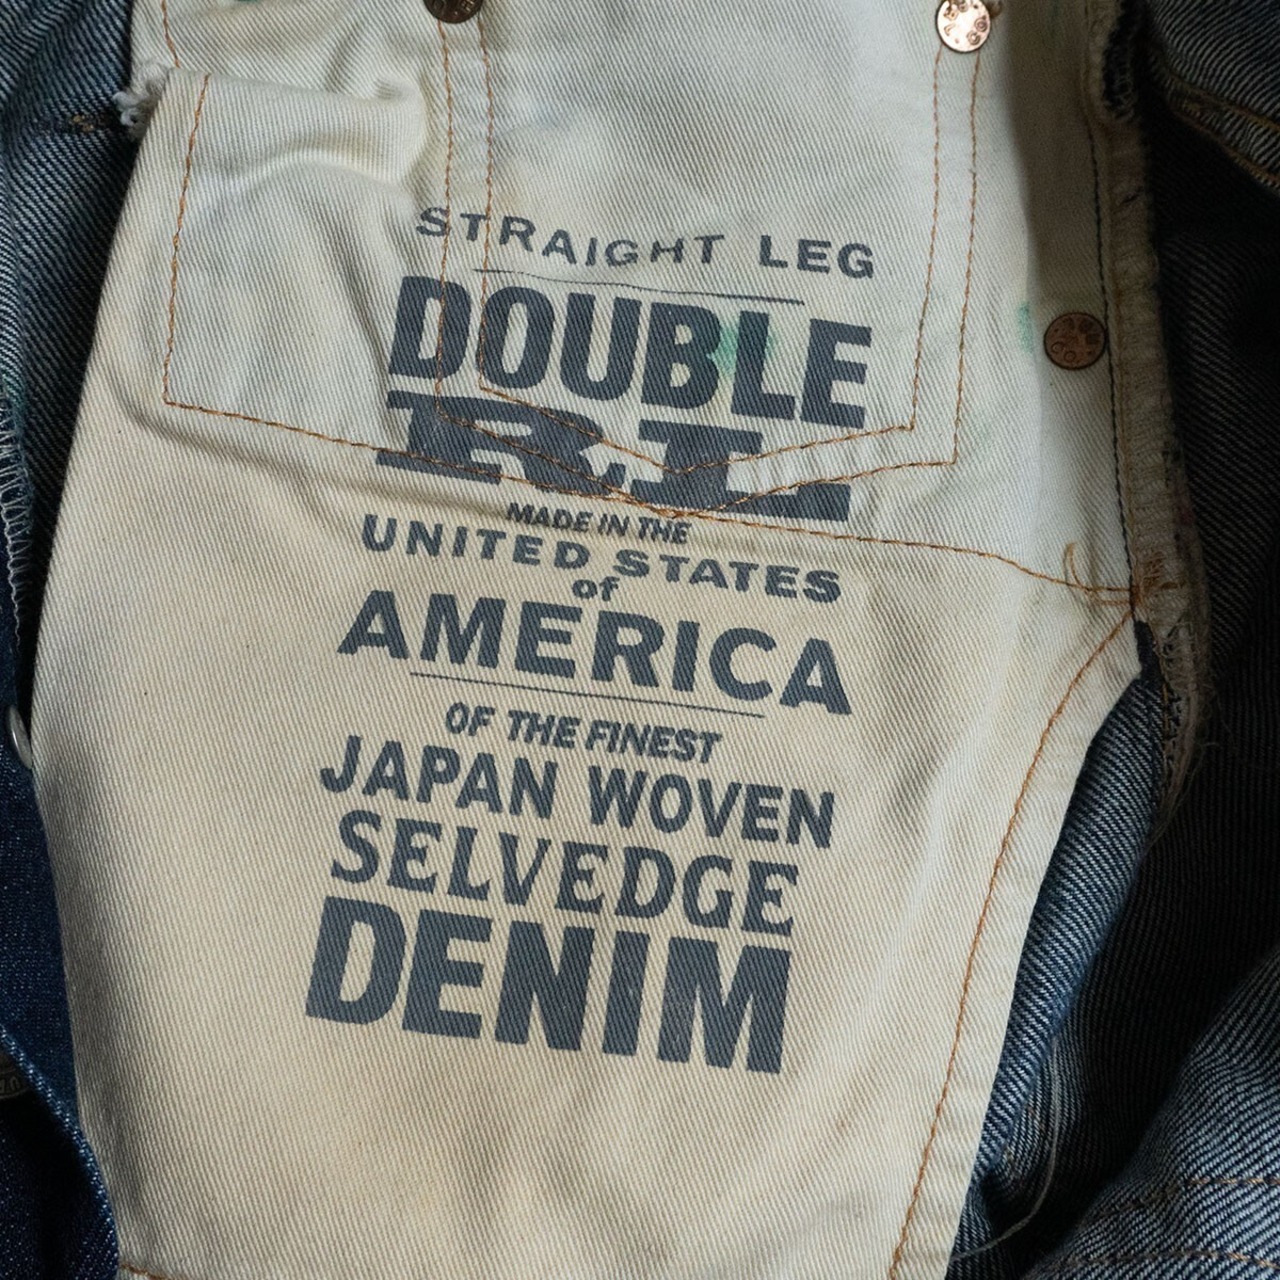 STRAIGHT LEG
DOUBLE
RL
MADE IN THE
UNITED STATES
of
AMERICA
OF THE FINEST
JAPAN WOVEN
SELVEDGE
DENIM